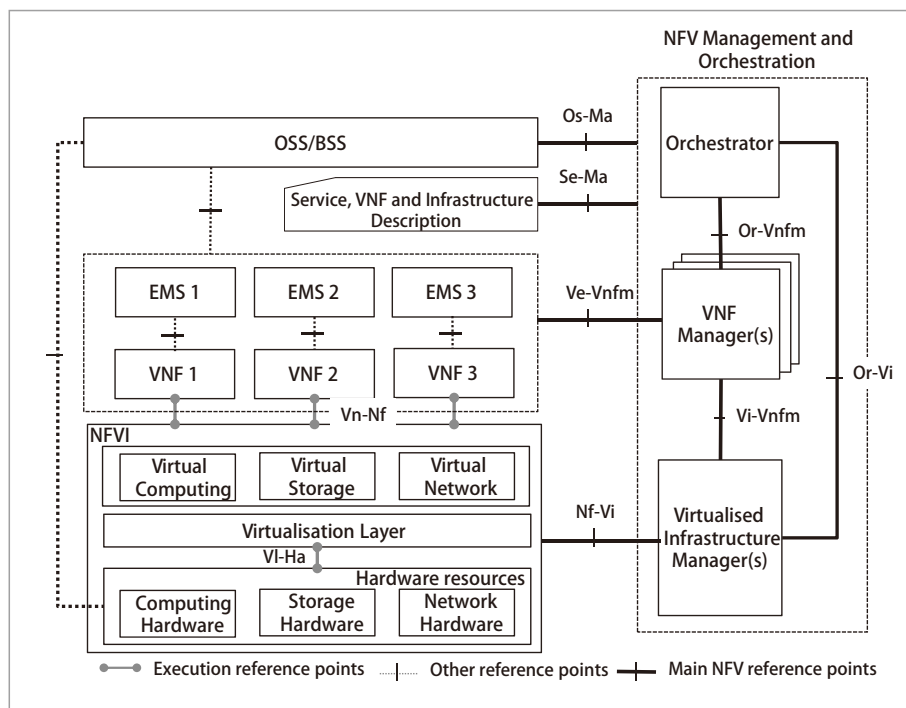 NFV Management and
Orchestration
Os-Ma
OSS/BSS
Orchestrator
Se-Ma
Service, VNF and Infrastructure
Description
Or-Vnfm
EMS 1
EMS 2
EMS 3
Ve-Vnfm
VNF
Manager(s)
VNF 1
VNF 2
VNF 3
Or-Vi
Vn-Nf
Vi-Vnfm
NFVI
Virtual
Computing
Virtual
Storage
Virtual
Network
Nf-Vi
Virtualised
Infrastructure
Manager(s)
Virtualisation Layer
Vl-Ha
Hardware resources
Computing
Hardware
Storage
Hardware
Network
Hardware
Execution reference points
Other reference points
Main NFV reference points